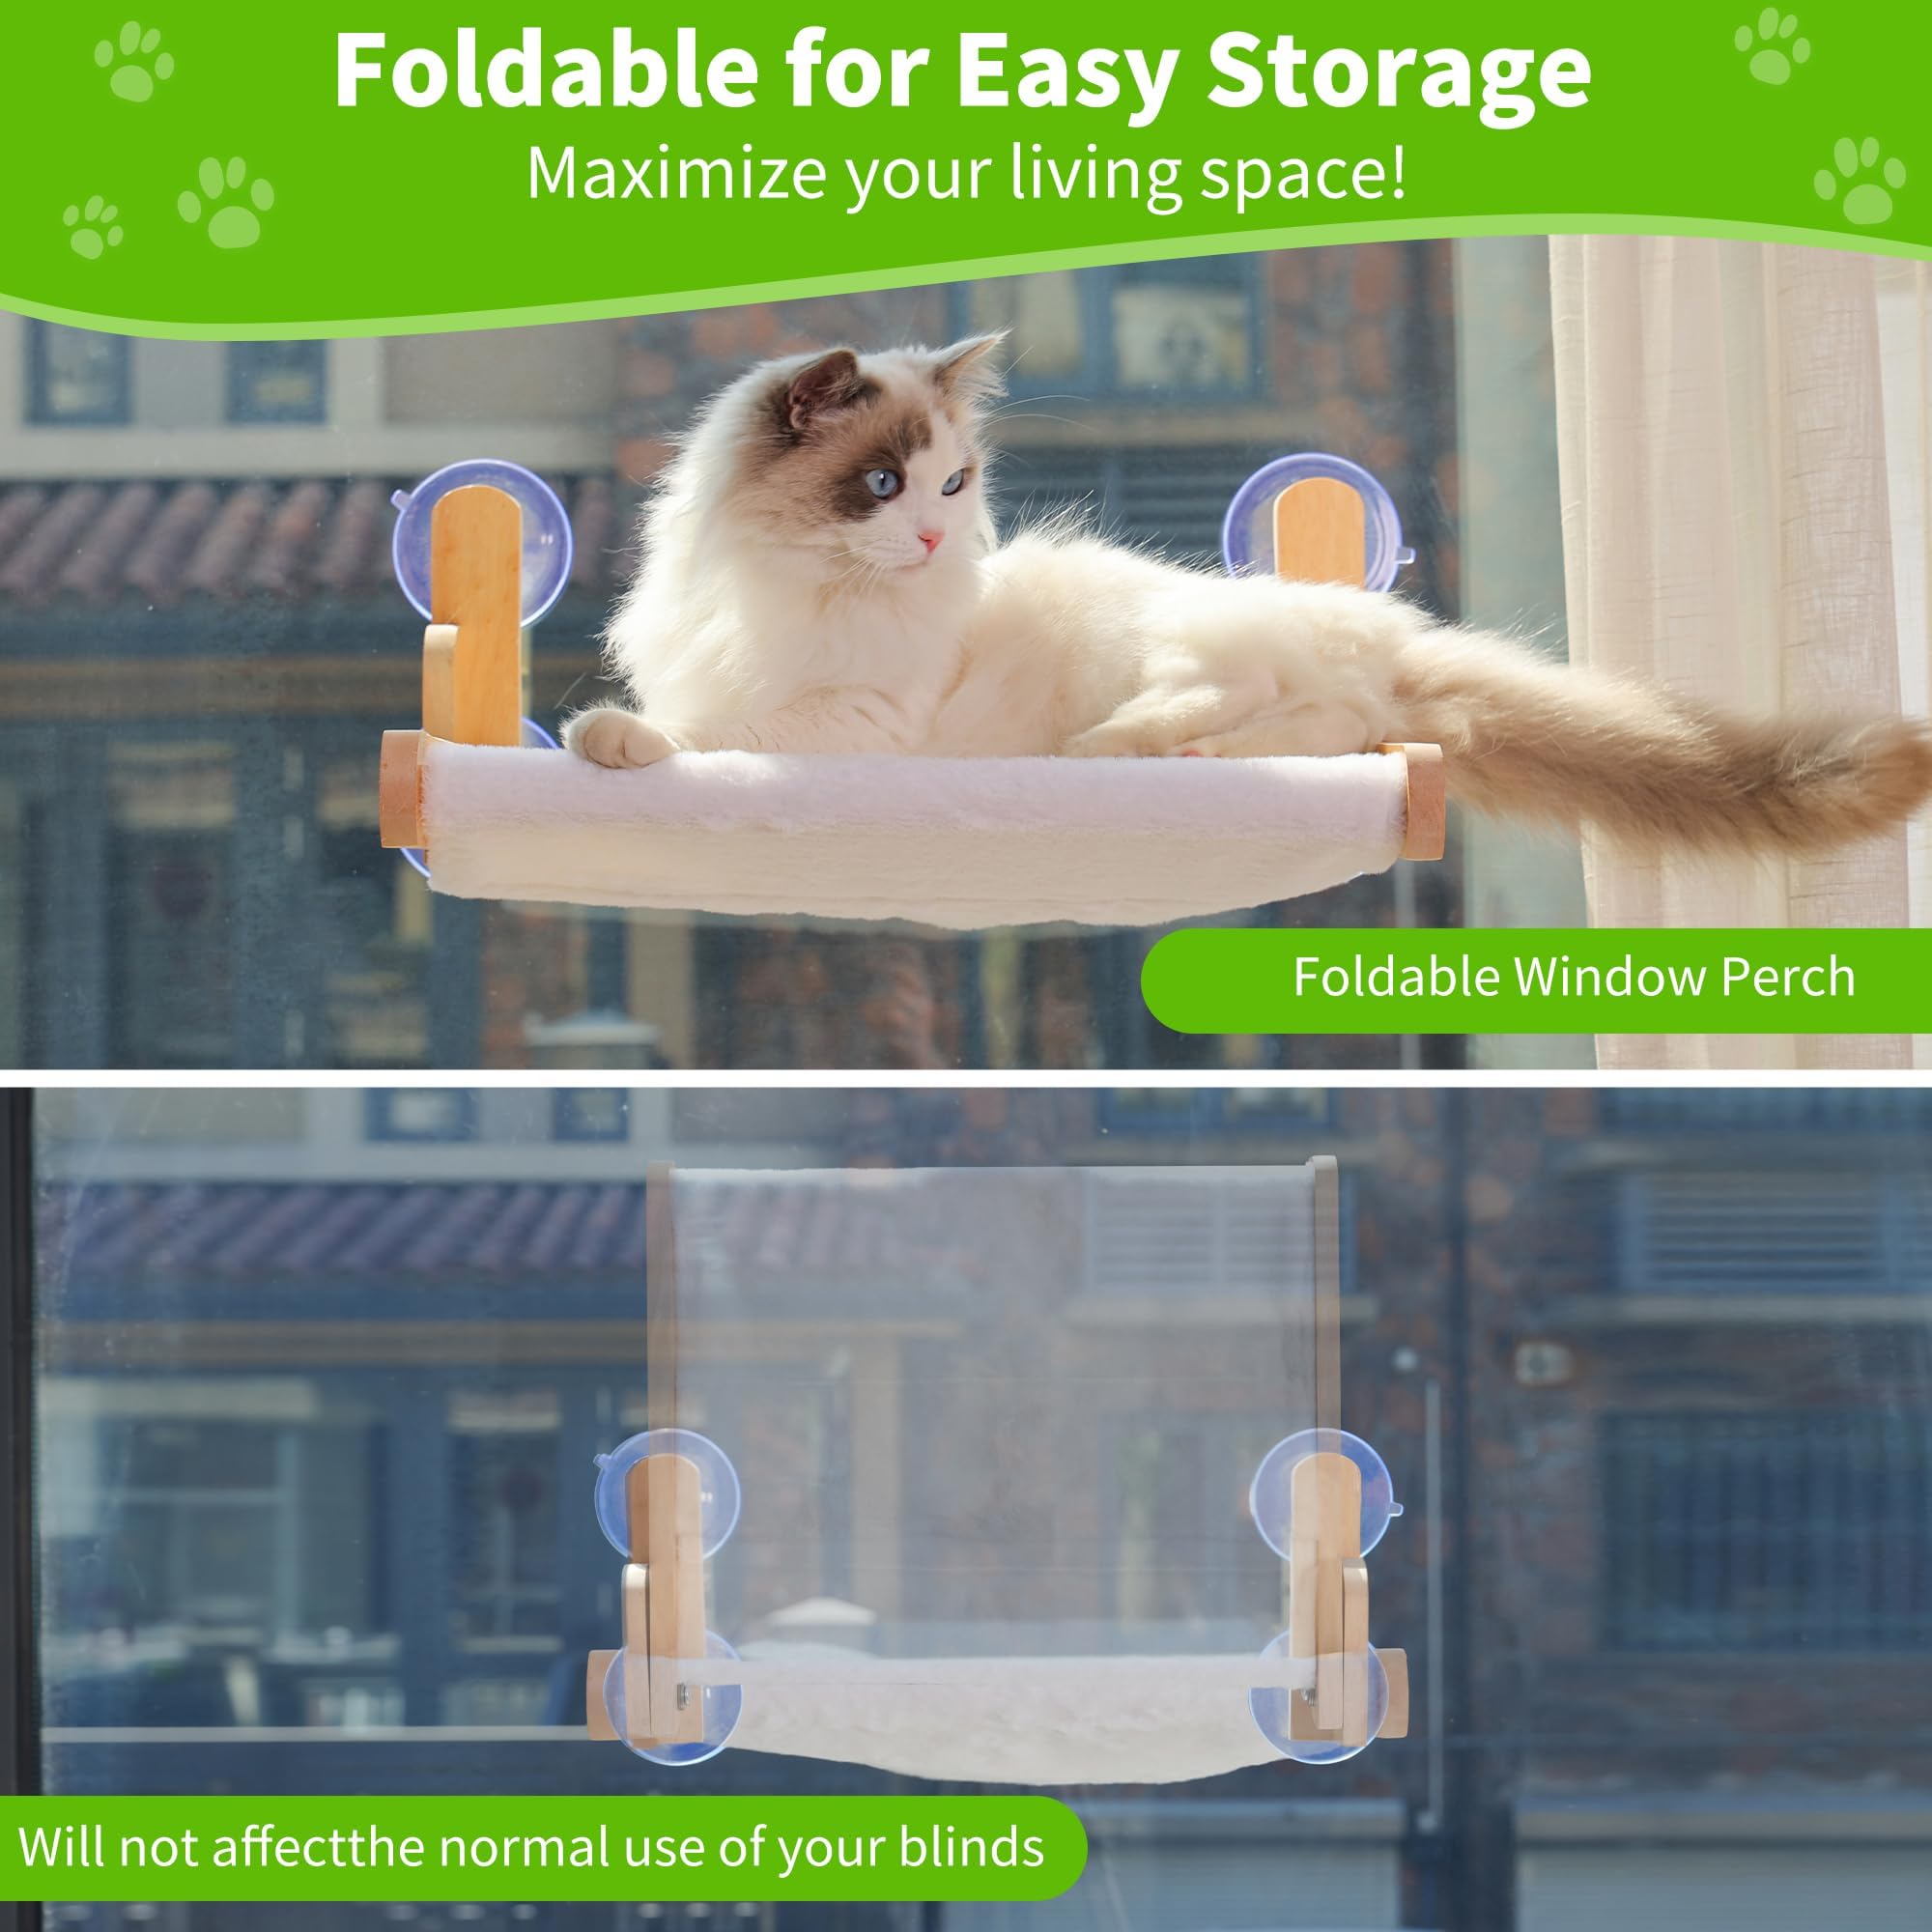 Foldable for Easy Storage
Maximize your living space!
Foldable Window Perch
Will not affectthe normal use of your blinds